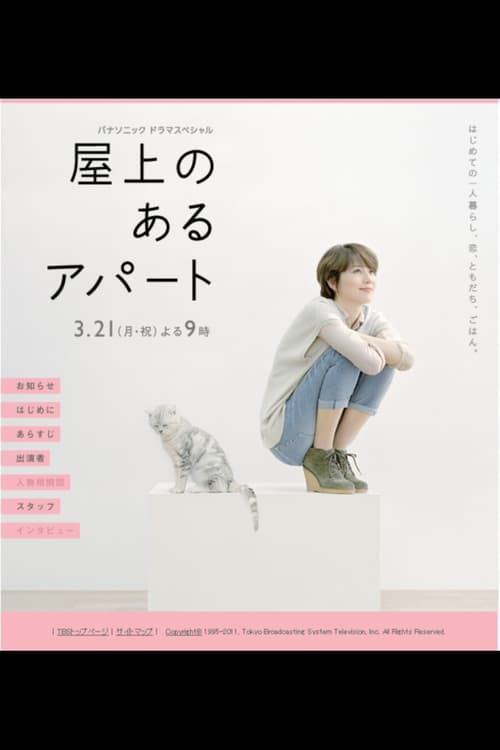 パナソニック ドラマスペシャル
屋上の
ある
アパート
3.21(月・祝)よる9時
はじめての一人暮らし、恋、ともだち、ごはん。
お知らせ
はじめに
あらすじ
出演者
人物相関図
スタッフ
インタビュー
| TBSトップページ | サイトマップ | Copyright© 1995-2011, Tokyo Broadcasting System Television, Inc. All Rights Reserved.